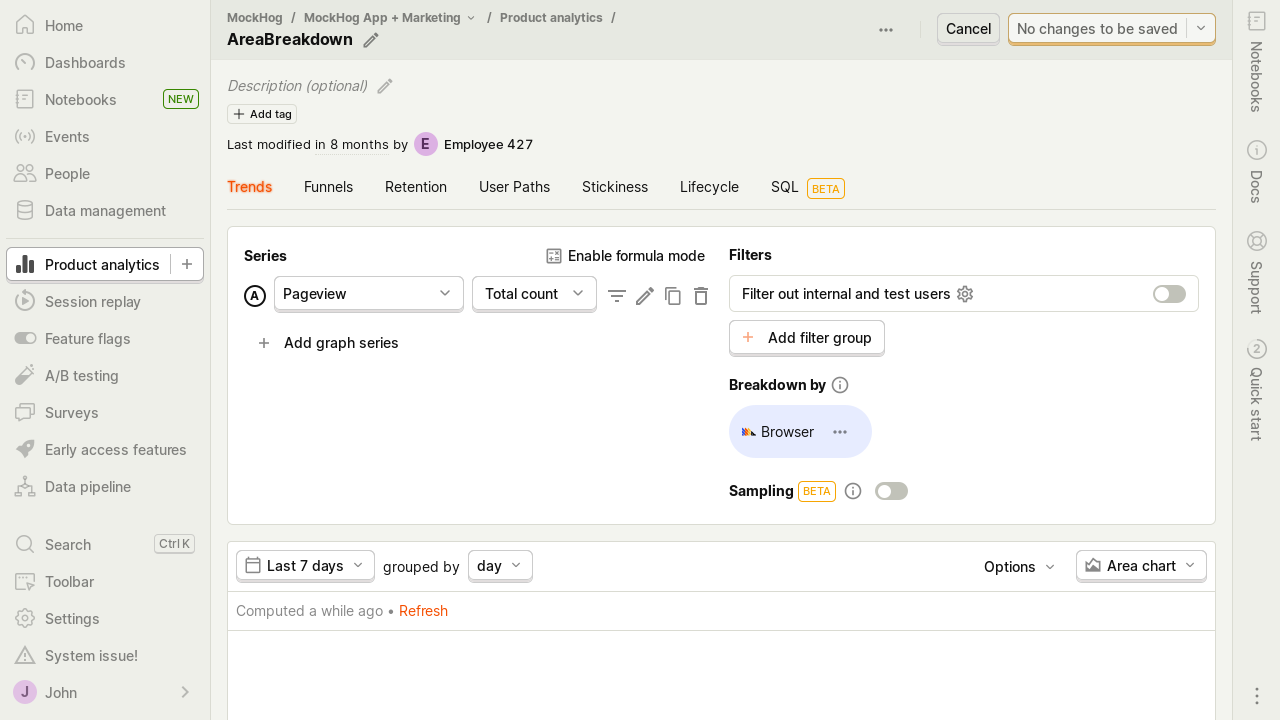 Home
Dashboards
Notebooks NEW
Events
People
Data management
Product analytics
Session replay
Feature flags
A/B testing
Surveys
Early access features
Data pipeline
Search Ctrl K
Toolbar
Settings
System issue!
J John
MockHog / MockHog App + Marketing / Product analytics /
AreaBreakdown
Cancel
No changes to be saved
Description (optional)
Add tag
Last modified in 8 months by E Employee 427
Trends Funnels Retention User Paths Stickiness Lifecycle SQL BETA
Series
Enable formula mode
A Pageview Total count
Add graph series
Filters
Filter out internal and test users
Add filter group
Breakdown by
Browser
Sampling BETA
Last 7 days grouped by day
Options
Area chart
Computed a while ago • Refresh
Notebooks
Docs
Support
2 Quick start